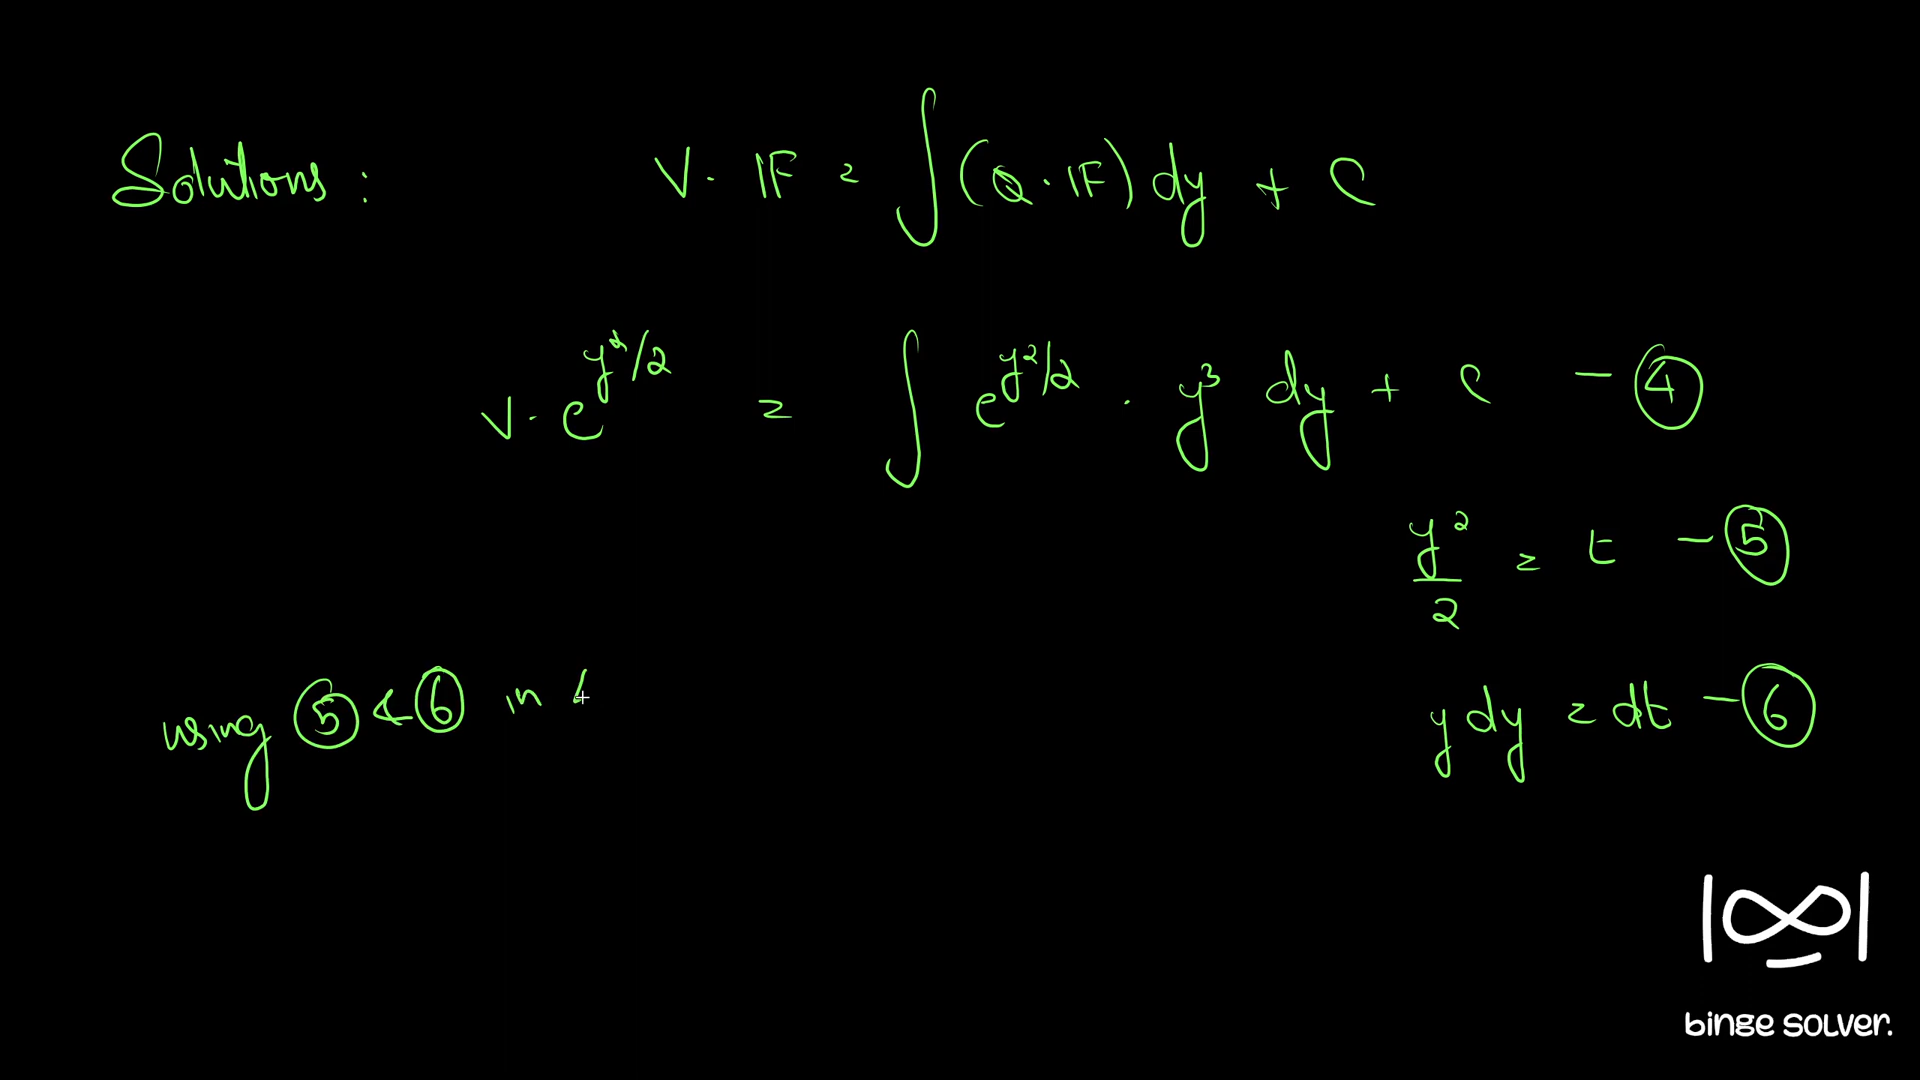 Solutions : V · IF = ∫(Q · IF) dy + C
V · e^{y²/2} = ∫ e^{y²/2} · y³ dy + C — ④
y²/2 = t — ⑤
y dy = dt — ⑥
using ⑤ & ⑥ in
binge solver.